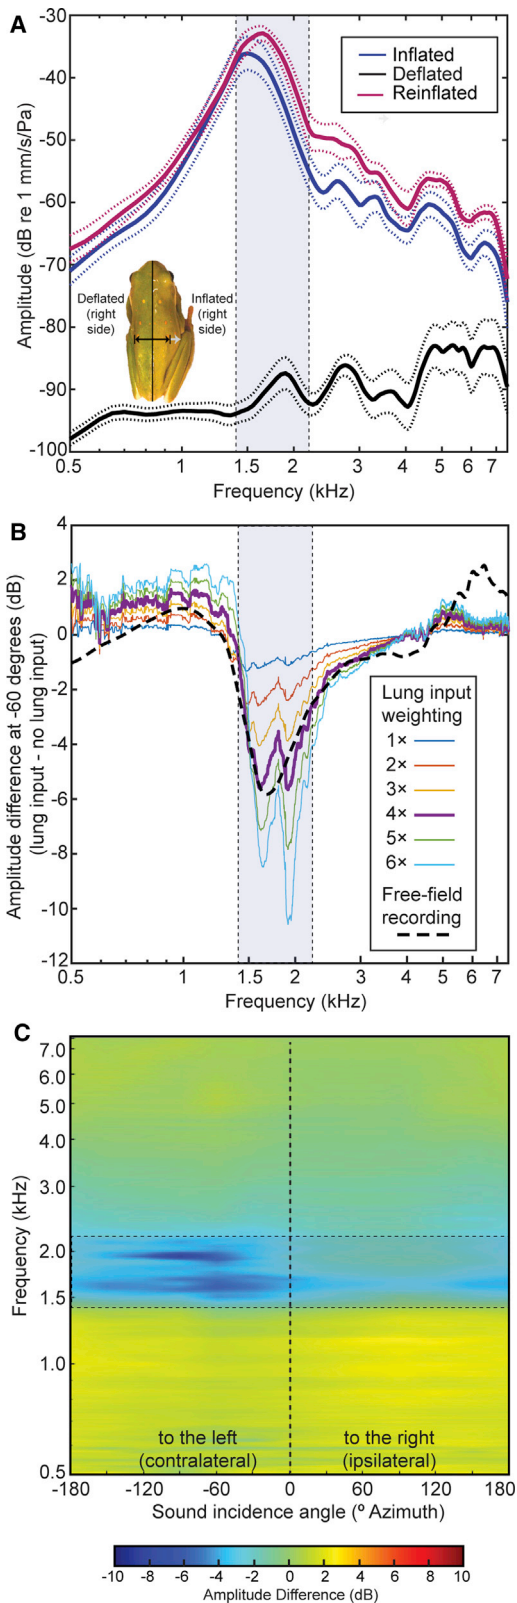 A
-30
-40
-50
-60
-70
-80
-90
-100
Amplitude (dB re 1 mm/s/Pa)
Inflated
Deflated
Reinflated
Deflated
(right
side)
Inflated
(right
side)
0.5
1
1.5
2
3
4
5
6
7
Frequency (kHz)
B
4
2
0
-2
-4
-6
-8
-10
-12
Amplitude difference at -60 degrees (dB)
(lung input - no lung input)
Lung input
weighting
1×
2×
3×
4×
5×
6×
Free-field
recording
0.5
1
1.5
2
3
4
5
6
7
Frequency (kHz)
C
7.0
6.0
5.0
4.0
3.0
2.0
1.5
1.0
0.5
Frequency (kHz)
to the left
(contralateral)
to the right
(ipsilateral)
-180
-120
-60
0
60
120
180
Sound incidence angle (º Azimuth)
-10
-8
-6
-4
-2
0
2
4
6
8
10
Amplitude Difference (dB)